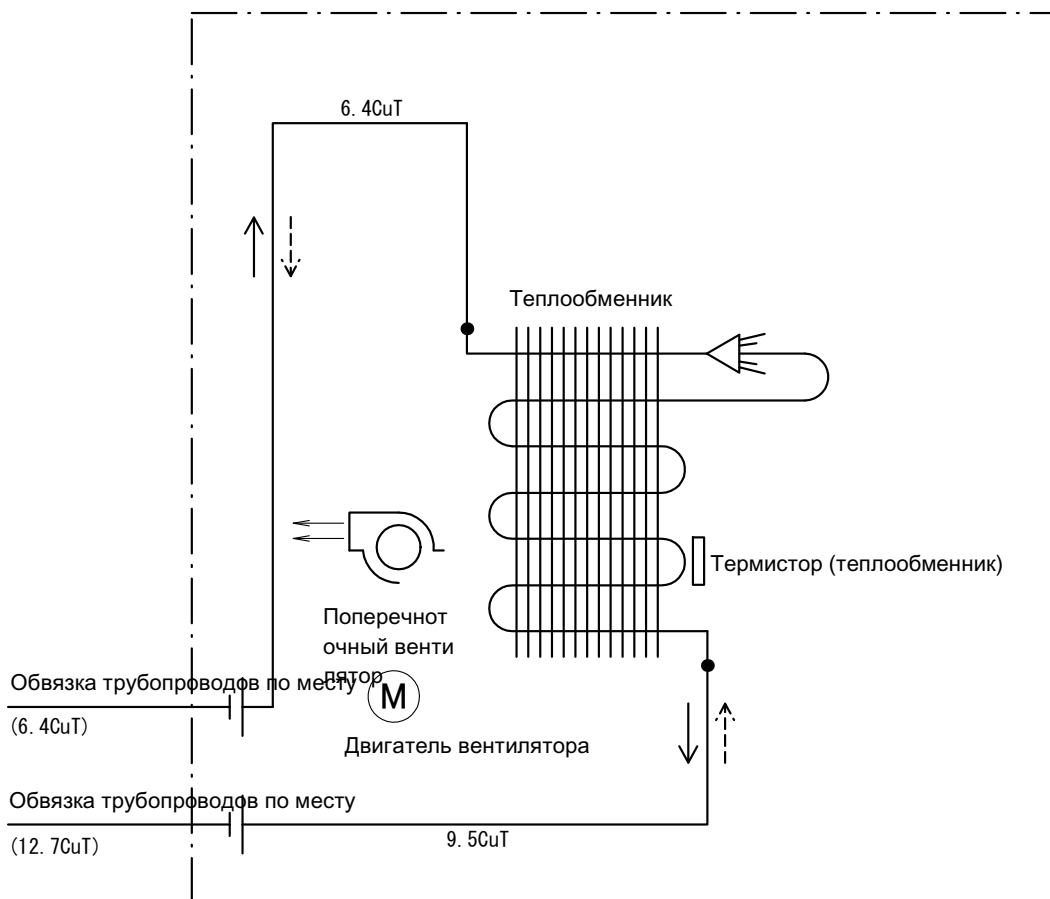 6. 4CuT
Теплообменник
Термистор (теплообменник)
Поперечнот
очный венти
лятор
Обвязка трубопроводов по месту
M
(6. 4CuT)
Двигатель вентилятора
Обвязка трубопроводов по месту
9. 5CuT
(12. 7CuT)